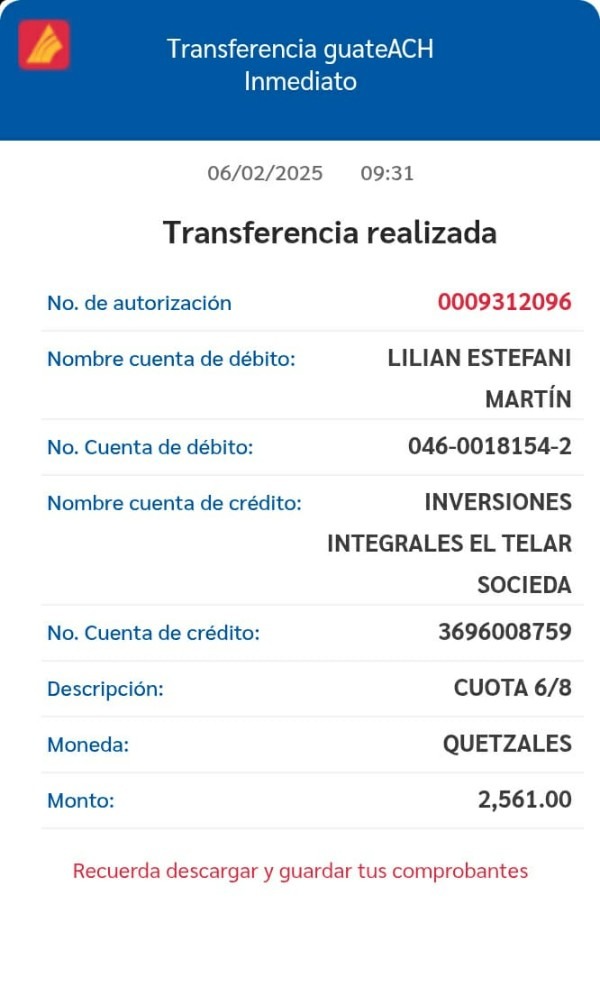 Transferencia guateACH
Inmediato
06/02/2025 09:31
Transferencia realizada
No. de autorización 0009312096
Nombre cuenta de débito: LILIAN ESTEFANI
MARTÍN
No. Cuenta de débito: 046-0018154-2
Nombre cuenta de crédito: INVERSIONES
INTEGRALES EL TELAR
SOCIEDA
No. Cuenta de crédito: 3696008759
Descripción: CUOTA 6/8
Moneda: QUETZALES
Monto: 2,561.00
Recuerda descargar y guardar tus comprobantes